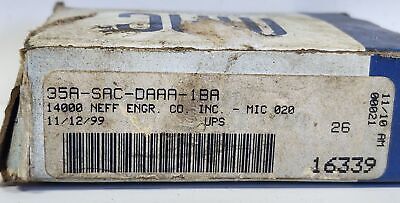 35A-SAC-DAAA-1BA
14000 NEFF ENGR. CO. INC. - MIC 020
11/12/99 UPS
26
16339
11/10 AM
00021